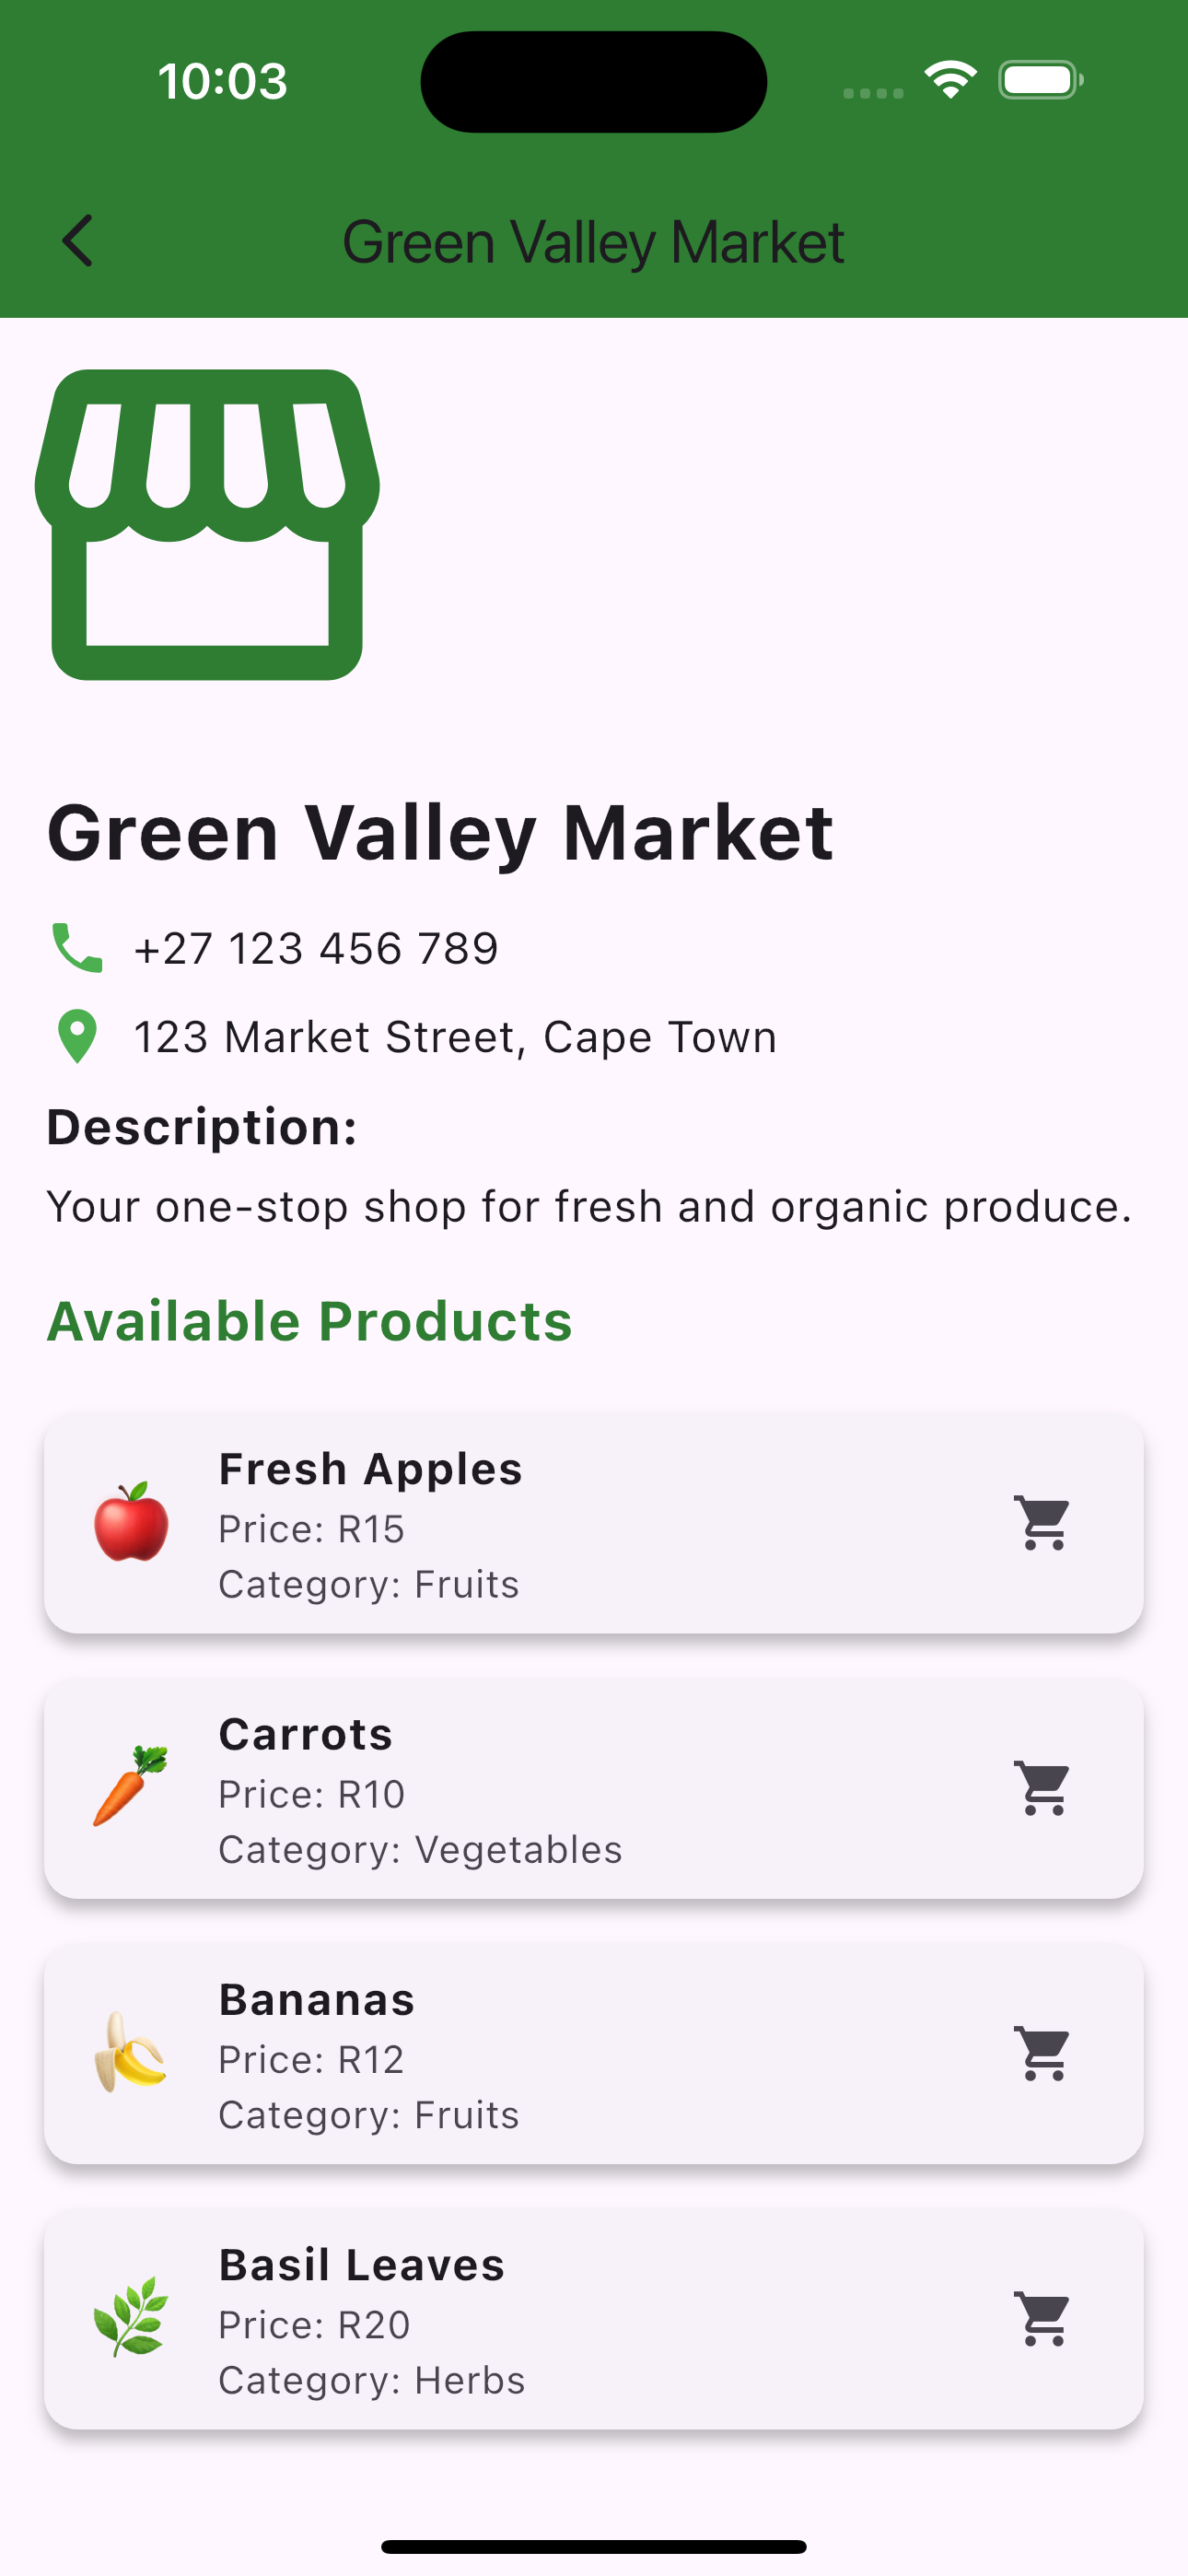 10:03
Green Valley Market
Green Valley Market
+27 123 456 789
123 Market Street, Cape Town
Description:
Your one-stop shop for fresh and organic produce.
Available Products
Fresh Apples
Price: R15
Category: Fruits
Carrots
Price: R10
Category: Vegetables
Bananas
Price: R12
Category: Fruits
Basil Leaves
Price: R20
Category: Herbs